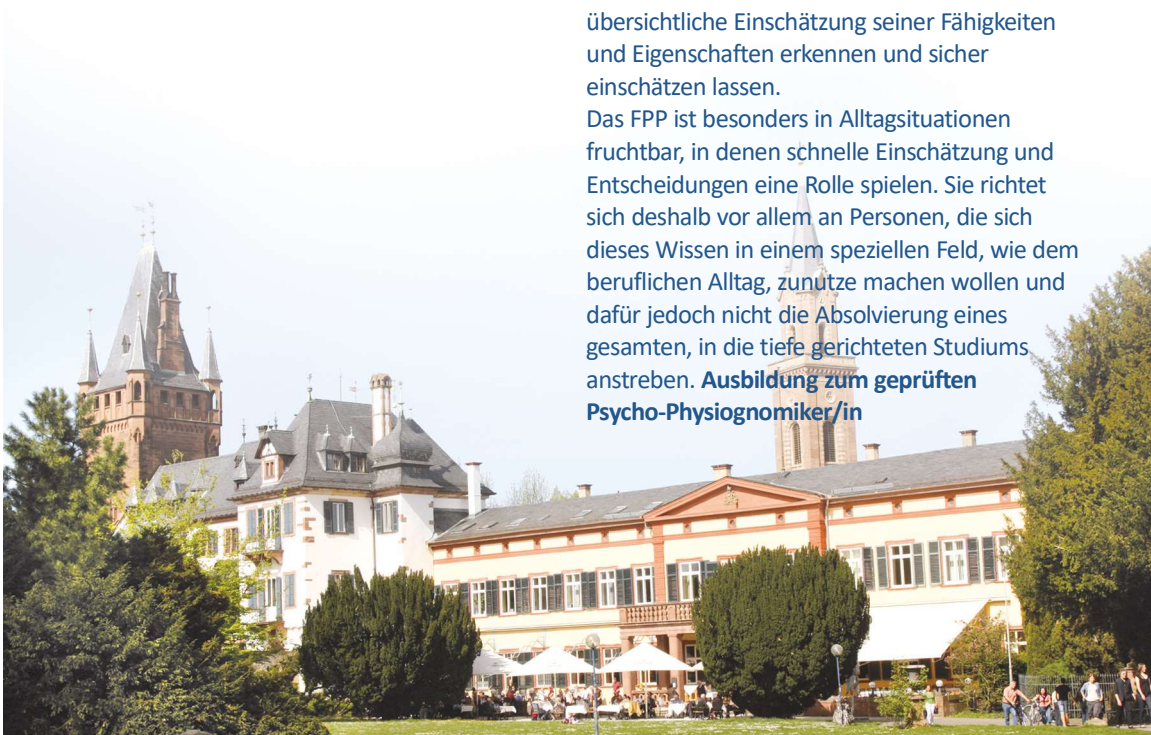 übersichtliche Einschätzung seiner Fähigkeiten
und Eigenschaften erkennen und sicher
einschätzen lassen.
Das FPP ist besonders in Alltagsituationen
fruchtbar, in denen schnelle Einschätzung und
Entscheidungen eine Rolle spielen. Sie richtet
sich deshalb vor allem an Personen, die sich
dieses Wissen in einem speziellen Feld, wie dem
beruflichen Alltag, zunutze machen wollen und
dafür jedoch nicht die Absolvierung eines
gesamten, in die tiefe gerichteten Studiums
anstreben. Ausbildung zum geprüften
Psycho-Physiognomiker/in